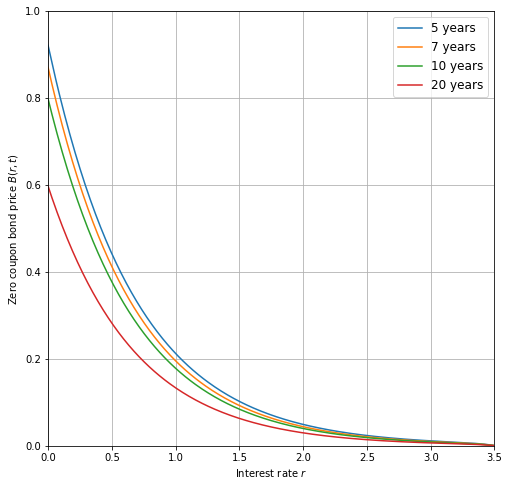 1.0
0.8
0.6
0.4
0.2
0.0
Zero coupon bond price B(r, t)
5 years
7 years
10 years
20 years
0.0 0.5 1.0 1.5 2.0 2.5 3.0 3.5
Interest rate r